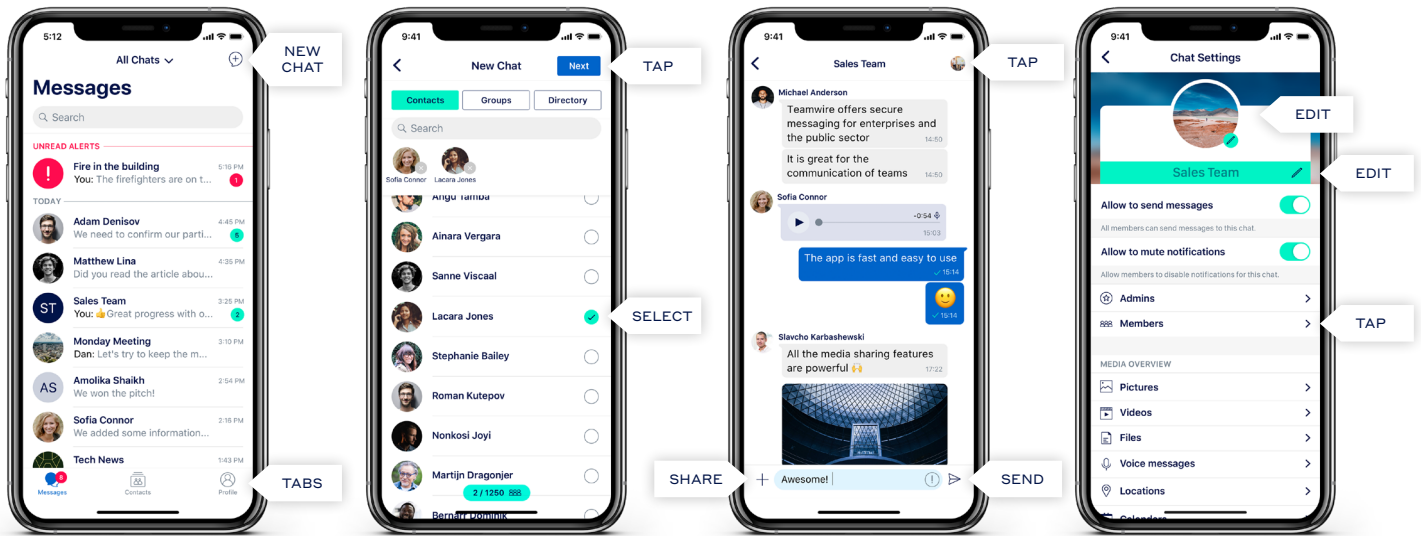 5:12
All Chats
Messages
Search
UNREAD ALERTS
Fire in the building
5:16 PM
You: The firefighters are on t...
1
TODAY
Adam Denisov
4:45 PM
We need to confirm our parti...
5
Matthew Lina
4:35 PM
Did you read the article abou...
ST
Sales Team
3:25 PM
You: 👍Great progress with o...
2
Monday Meeting
3:10 PM
Dan: Let's try to keep the m...
AS
Amolika Shaikh
2:54 PM
We won the pitch!
Sofia Connor
2:16 PM
We added some information...
Tech News
1:43 PM
8
Messages
Contacts
Profile
NEW
CHAT
TABS
9:41
New Chat
Next
Contacts
Groups
Directory
Search
Sofia Connor
Lacara Jones
Angu Tamba
Ainara Vergara
Sanne Viscaal
Lacara Jones
Stephanie Bailey
Roman Kutepov
Nonkosi Joyi
Martijn Dragonjer
2 / 1250
Bernarr Dominik
TAP
SELECT
9:41
Sales Team
Michael Anderson
Teamwire offers secure
messaging for enterprises and
the public sector
14:50
It is great for the
communication of teams
14:50
Sofia Connor
-0:54
15:03
The app is fast and easy to use
15:14
🙂
15:14
Slavcho Karbashewski
All the media sharing features
are powerful 🙌
17:22
Awesome!
TAP
SHARE
SEND
9:41
Chat Settings
Sales Team
Allow to send messages
All members can send messages to this chat.
Allow to mute notifications
Allow members to disable notifications for this chat.
Admins
Members
MEDIA OVERVIEW
Pictures
Videos
Files
Voice messages
Locations
Calendars
EDIT
EDIT
TAP